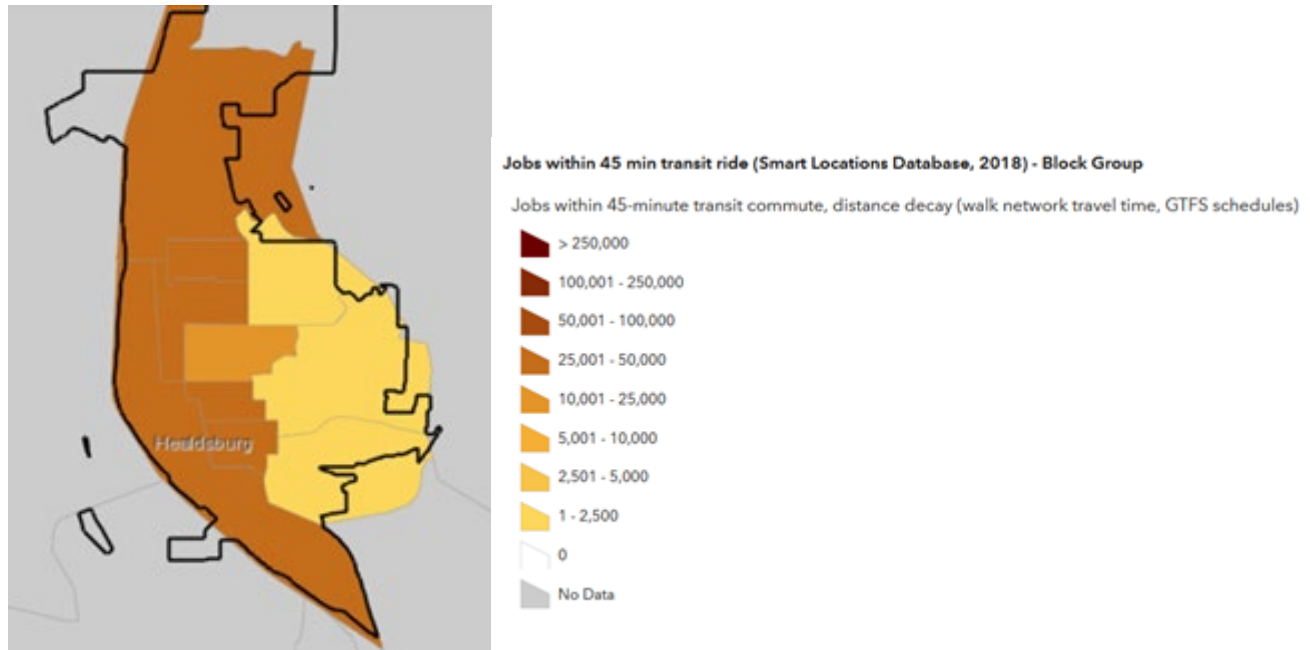 Healdsburg
Jobs within 45 min transit ride (Smart Locations Database, 2018) - Block Group
Jobs within 45-minute transit commute, distance decay (walk network travel time, GTFS schedules)
> 250,000
100,001 - 250,000
50,001 - 100,000
25,001 - 50,000
10,001 - 25,000
5,001 - 10,000
2,501 - 5,000
1 - 2,500
0
No Data